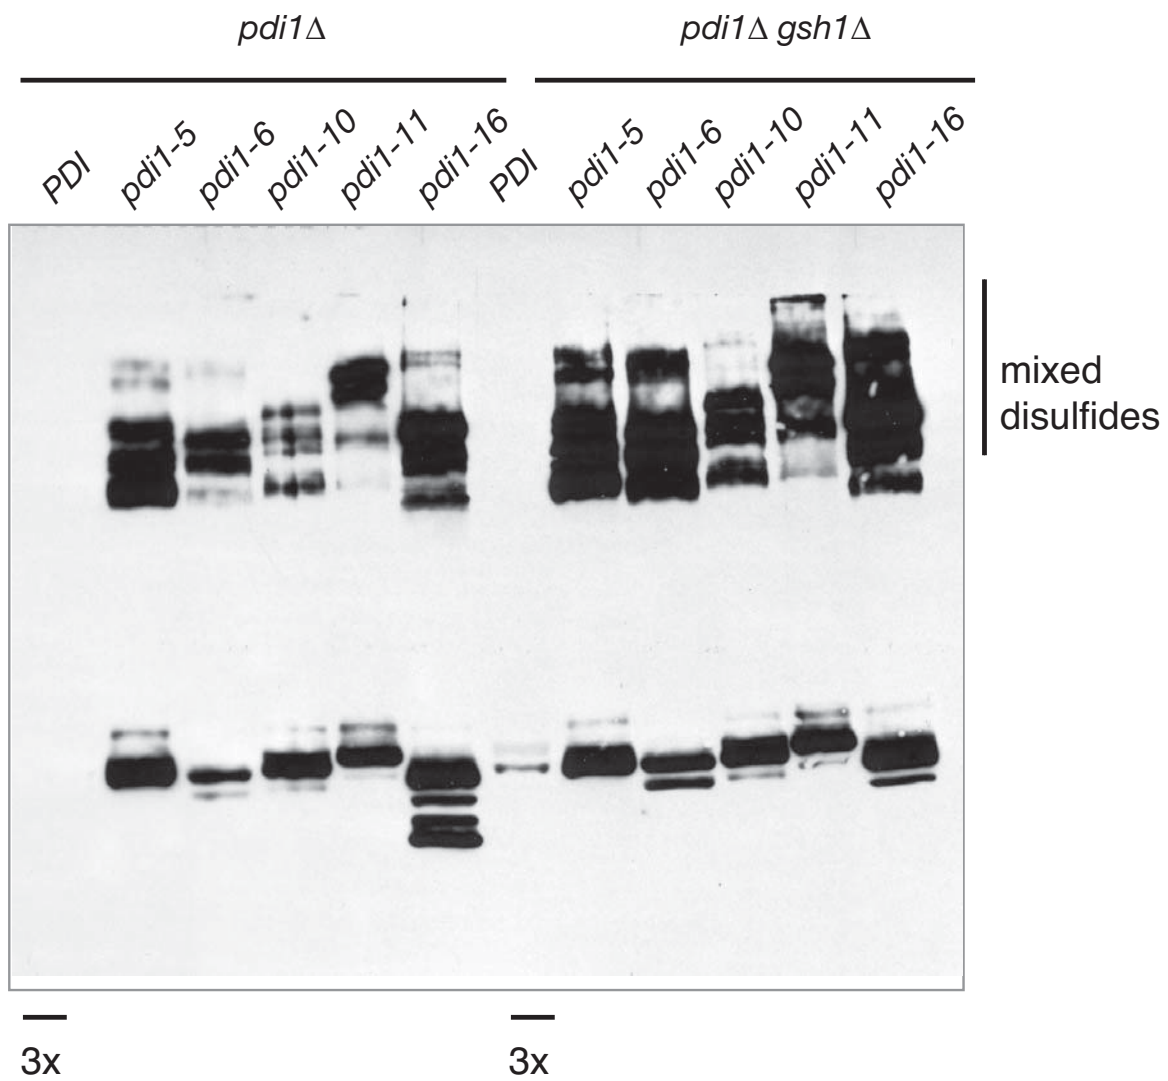 pdi1Δ
pdi1Δ gsh1Δ
PDI pdi1-5 pdi1-6 pdi1-10 pdi1-11 pdi1-16 PDI pdi1-5 pdi1-6 pdi1-10 pdi1-11 pdi1-16
mixed
disulfides
3x
3x